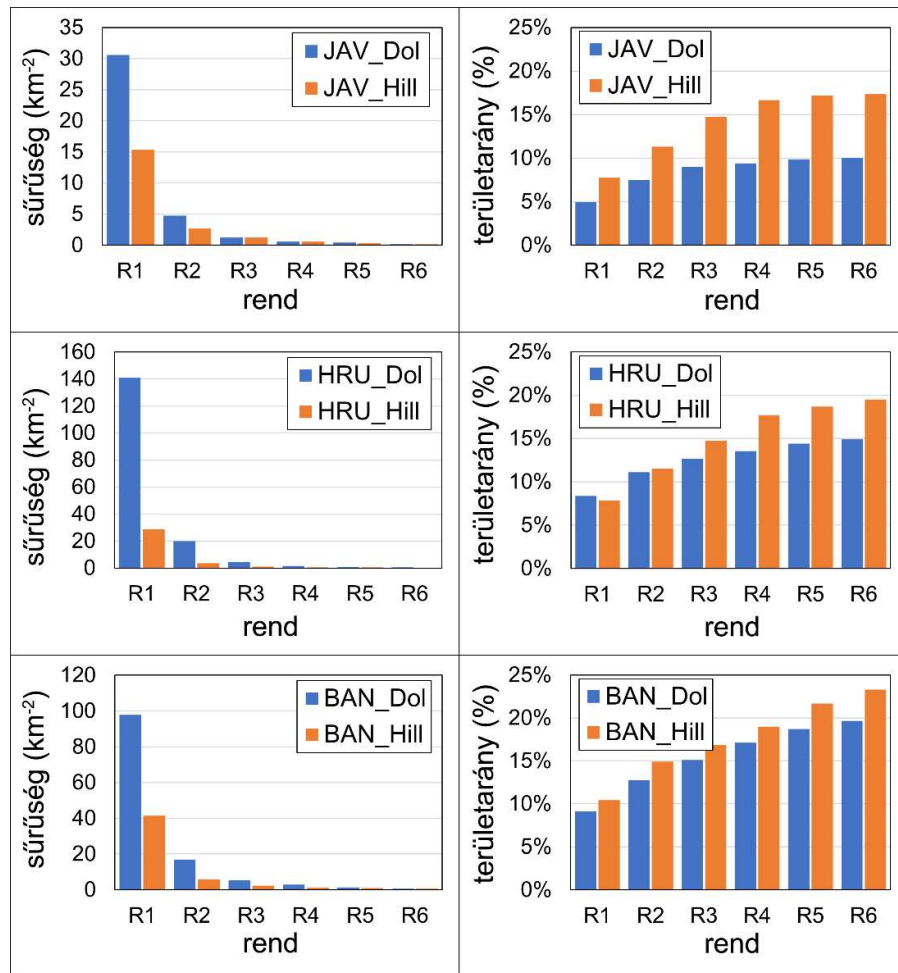 sűrűség (km-2)
35
30
25
20
15
10
5
0
JAV_Dol
JAV_Hill
R1 R2 R3 R4 R5 R6
rend
területarány (%)
25%
20%
15%
10%
5%
0%
JAV_Dol
JAV_Hill
R1 R2 R3 R4 R5 R6
rend
sűrűség (km-2)
160
140
120
100
80
60
40
20
0
HRU_Dol
HRU_Hill
R1 R2 R3 R4 R5 R6
rend
területarány (%)
25%
20%
15%
10%
5%
0%
HRU_Dol
HRU_Hill
R1 R2 R3 R4 R5 R6
rend
sűrűség (km-2)
120
100
80
60
40
20
0
BAN_Dol
BAN_Hill
R1 R2 R3 R4 R5 R6
rend
területarány (%)
25%
20%
15%
10%
5%
0%
BAN_Dol
BAN_Hill
R1 R2 R3 R4 R5 R6
rend